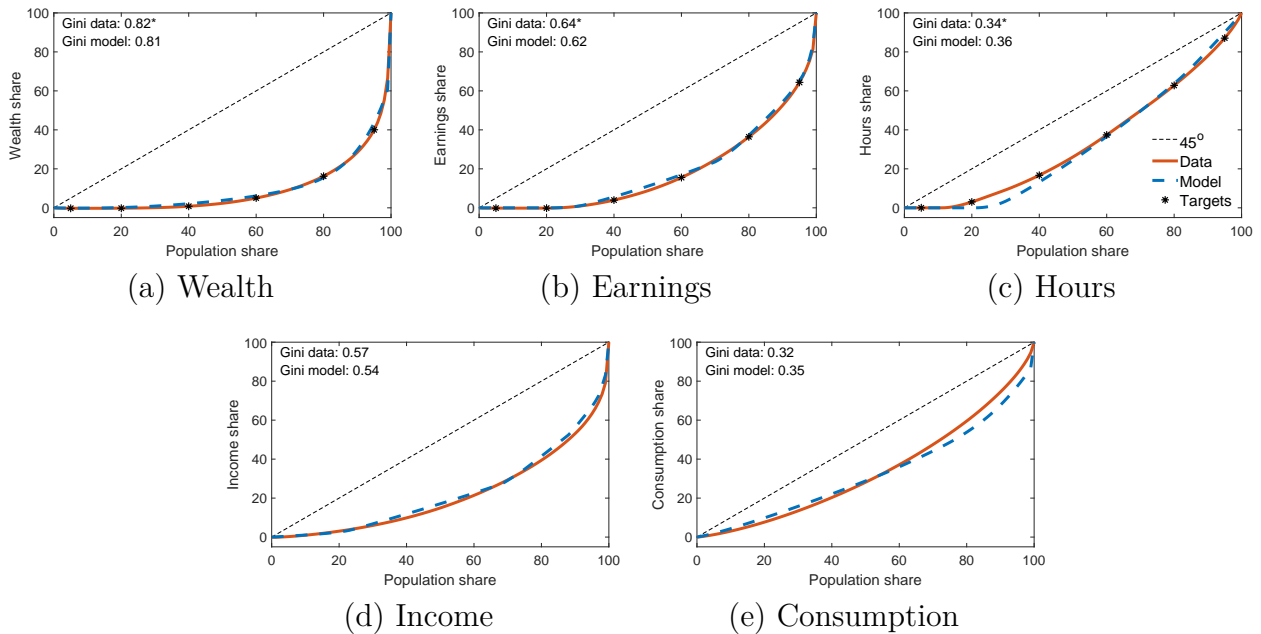 Gini data: 0.82*
Gini model: 0.81
100
80
60
40
20
0
Wealth share
0 20 40 60 80 100
Population share
(a) Wealth
Gini data: 0.64*
Gini model: 0.62
100
80
60
40
20
0
Earnings share
0 20 40 60 80 100
Population share
(b) Earnings
Gini data: 0.34*
Gini model: 0.36
100
80
60
40
20
0
Hours share
45o
Data
Model
Targets
0 20 40 60 80 100
Population share
(c) Hours
Gini data: 0.57
Gini model: 0.54
100
80
60
40
20
0
Income share
0 20 40 60 80 100
Population share
(d) Income
Gini data: 0.32
Gini model: 0.35
100
80
60
40
20
0
Consumption share
0 20 40 60 80 100
Population share
(e) Consumption